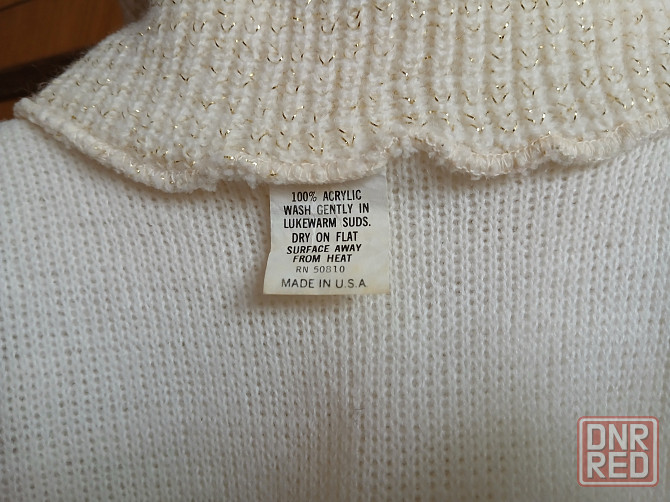 100% ACRYLIC
WASH GENTLY IN
LUKEWARM SUDS.
DRY ON FLAT
SURFACE AWAY
FROM HEAT
RN 50810
MADE IN U.S.A.
DNR
RED